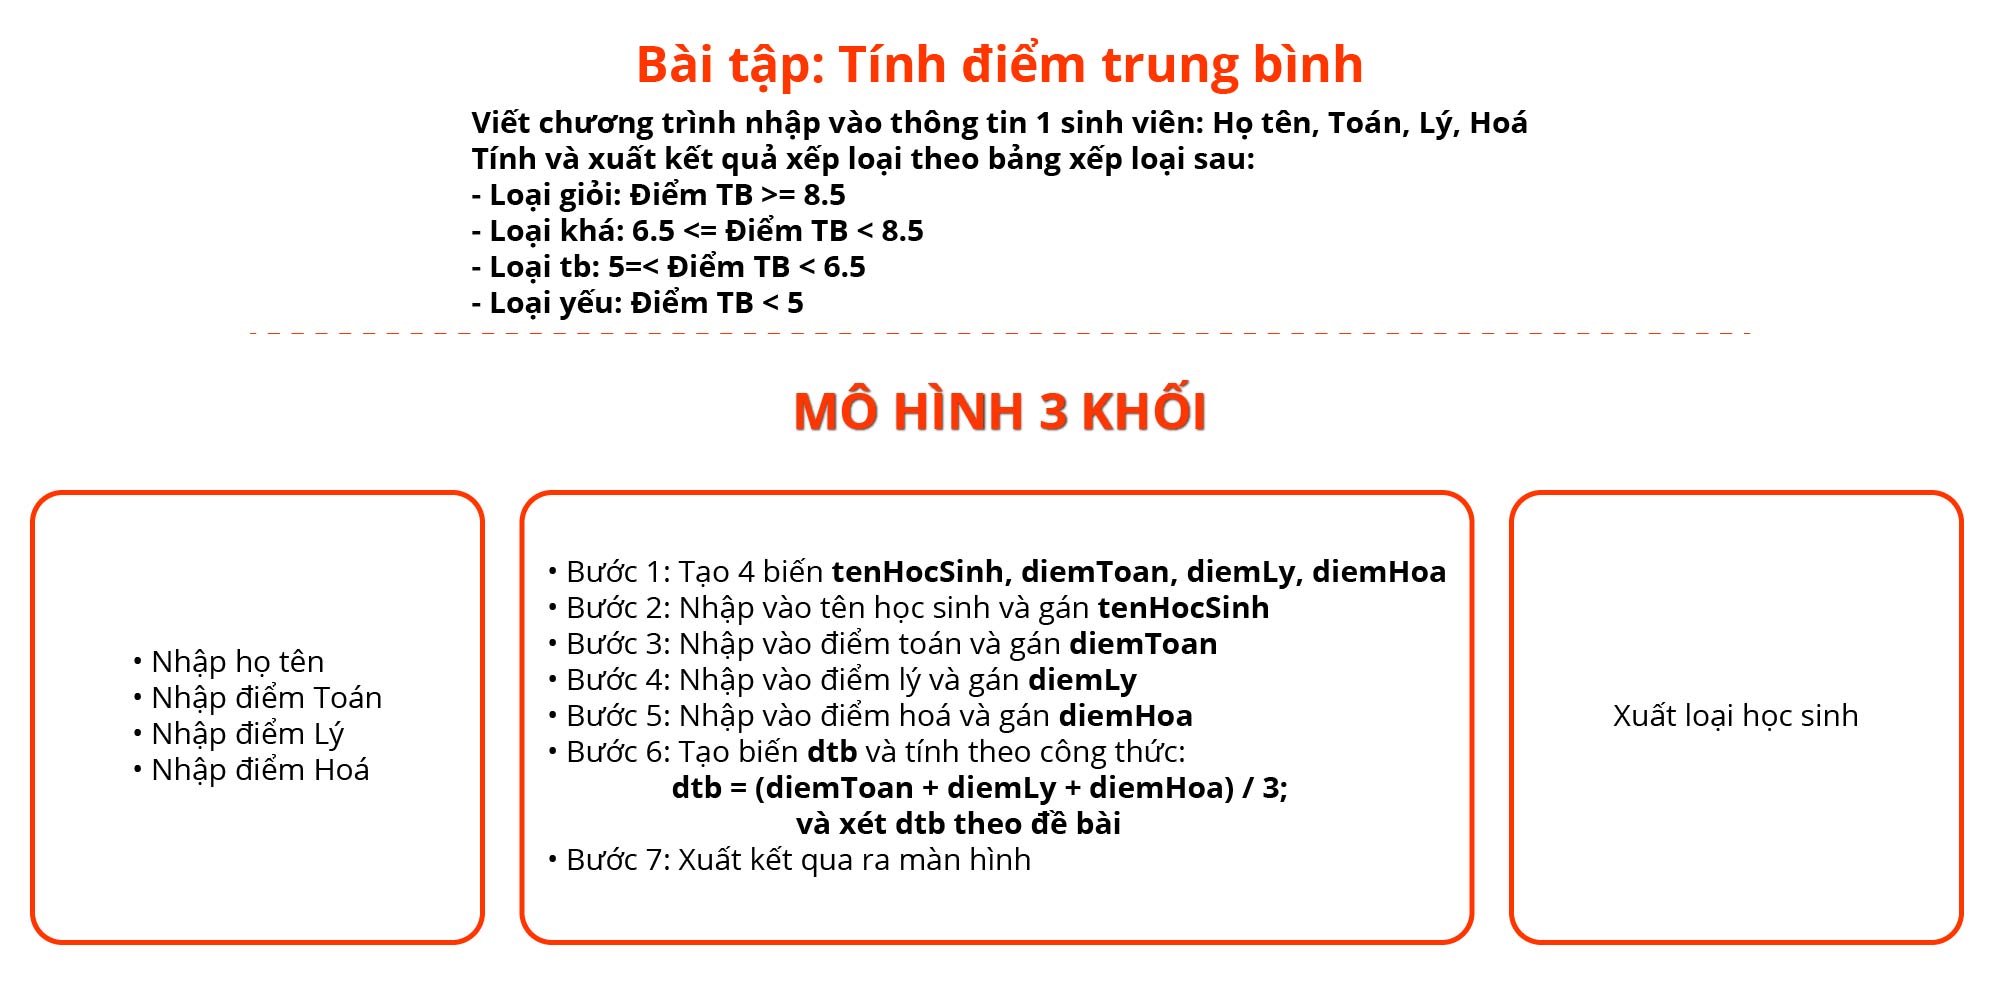 Bài tập: Tính điểm trung bình
Viết chương trình nhập vào thông tin 1 sinh viên: Họ tên, Toán, Lý, Hoá
Tính và xuất kết quả xếp loại theo bảng xếp loại sau:
- Loại giỏi: Điểm TB >= 8.5
- Loại khá: 6.5 <= Điểm TB < 8.5
- Loại tb: 5=< Điểm TB < 6.5
- Loại yếu: Điểm TB < 5
MÔ HÌNH 3 KHỐI
• Nhập họ tên
• Nhập điểm Toán
• Nhập điểm Lý
• Nhập điểm Hoá
• Bước 1: Tạo 4 biến tenHocSinh, diemToan, diemLy, diemHoa
• Bước 2: Nhập vào tên học sinh và gán tenHocSinh
• Bước 3: Nhập vào điểm toán và gán diemToan
• Bước 4: Nhập vào điểm lý và gán diemLy
• Bước 5: Nhập vào điểm hoá và gán diemHoa
• Bước 6: Tạo biến dtb và tính theo công thức:
dtb = (diemToan + diemLy + diemHoa) / 3;
và xét dtb theo đề bài
• Bước 7: Xuất kết qua ra màn hình
Xuất loại học sinh